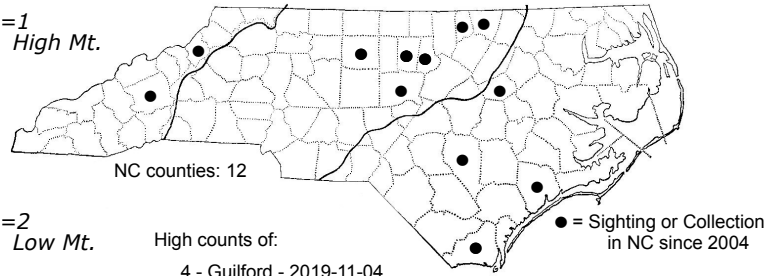 =1
High Mt.
NC counties: 12
=2
Low Mt.
High counts of:
4 - Guilford - 2019-11-04
● = Sighting or Collection
in NC since 2004